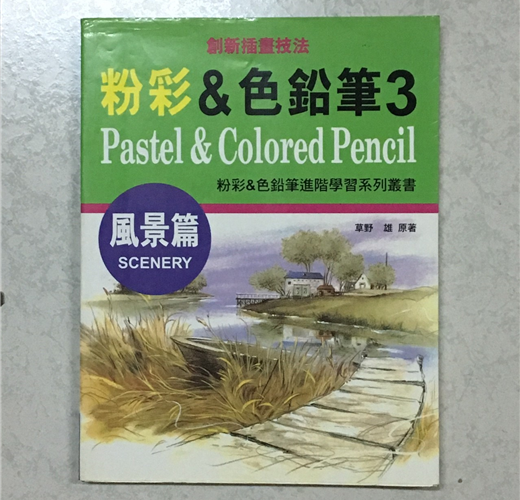 創新插畫技法
粉彩&色鉛筆3
Pastel & Colored Pencil
粉彩&色鉛筆進階學習系列叢書
風景篇
SCENERY
草野 雄 原著